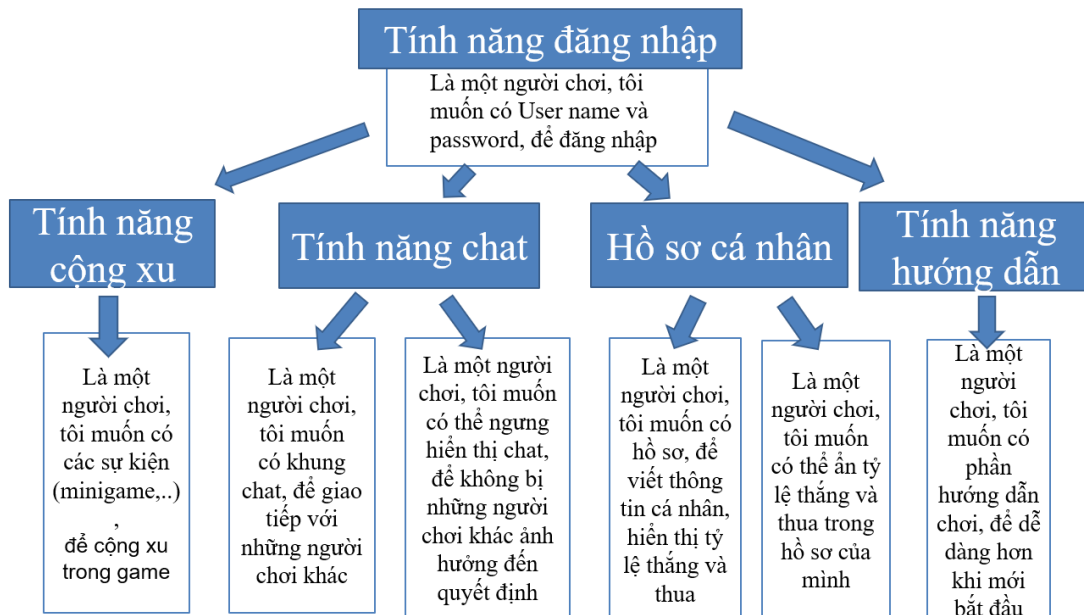 Tính năng đăng nhập
Là một người chơi, tôi
muốn có User name và
password, để đăng nhập
Tính năng
cộng xu
Tính năng chat
Hồ sơ cá nhân
Tính năng
hướng dẫn
Là một
người chơi,
tôi muốn có
các sự kiện
(minigame,..)
,
để cộng xu
trong game
Là một
người chơi,
tôi muốn
có khung
chat, để giao
tiếp với
những người
chơi khác
Là một người
chơi, tôi muốn
có thể ngưng
hiển thị chat,
để không bị
những người
chơi khác ảnh
hưởng đến
quyết định
Là một
người chơi,
tôi muốn có
hồ sơ, để
viết thông
tin cá nhân,
hiển thị tỷ
lệ thắng và
thua
Là một
người chơi,
tôi muốn
có thể ẩn tỷ
lệ thắng và
thua trong
hồ sơ của
mình
Là một
người
chơi, tôi
muốn có
phần
hướng dẫn
chơi, để dễ
dàng hơn
khi mới
bắt đầu